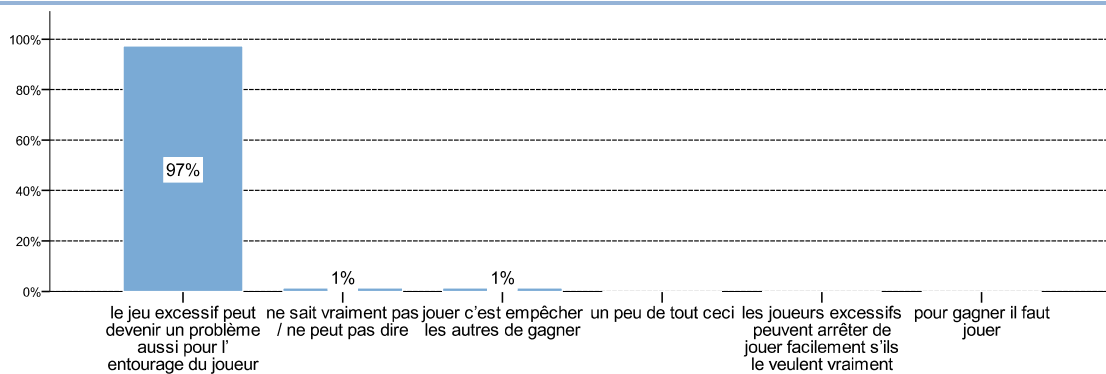 100%
80%
60%
40%
20%
0%
97%
1%
1%
le jeu excessif peut
devenir un problème
aussi pour l'
entourage du joueur
ne sait vraiment pas
/ ne peut pas dire
jouer c'est empêcher
les autres de gagner
un peu de tout ceci
les joueurs excessifs
peuvent arrêter de
jouer facilement s'ils
le veulent vraiment
pour gagner il faut
jouer